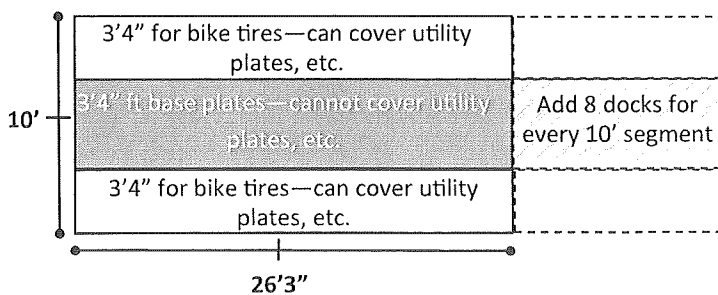 3’4” for bike tires—can cover utility
plates, etc.
3’4” ft base plates—cannot cover utility
plates, etc.
10’
Add 8 docks for
every 10’ segment
3’4” for bike tires—can cover utility
plates, etc.
26’3”